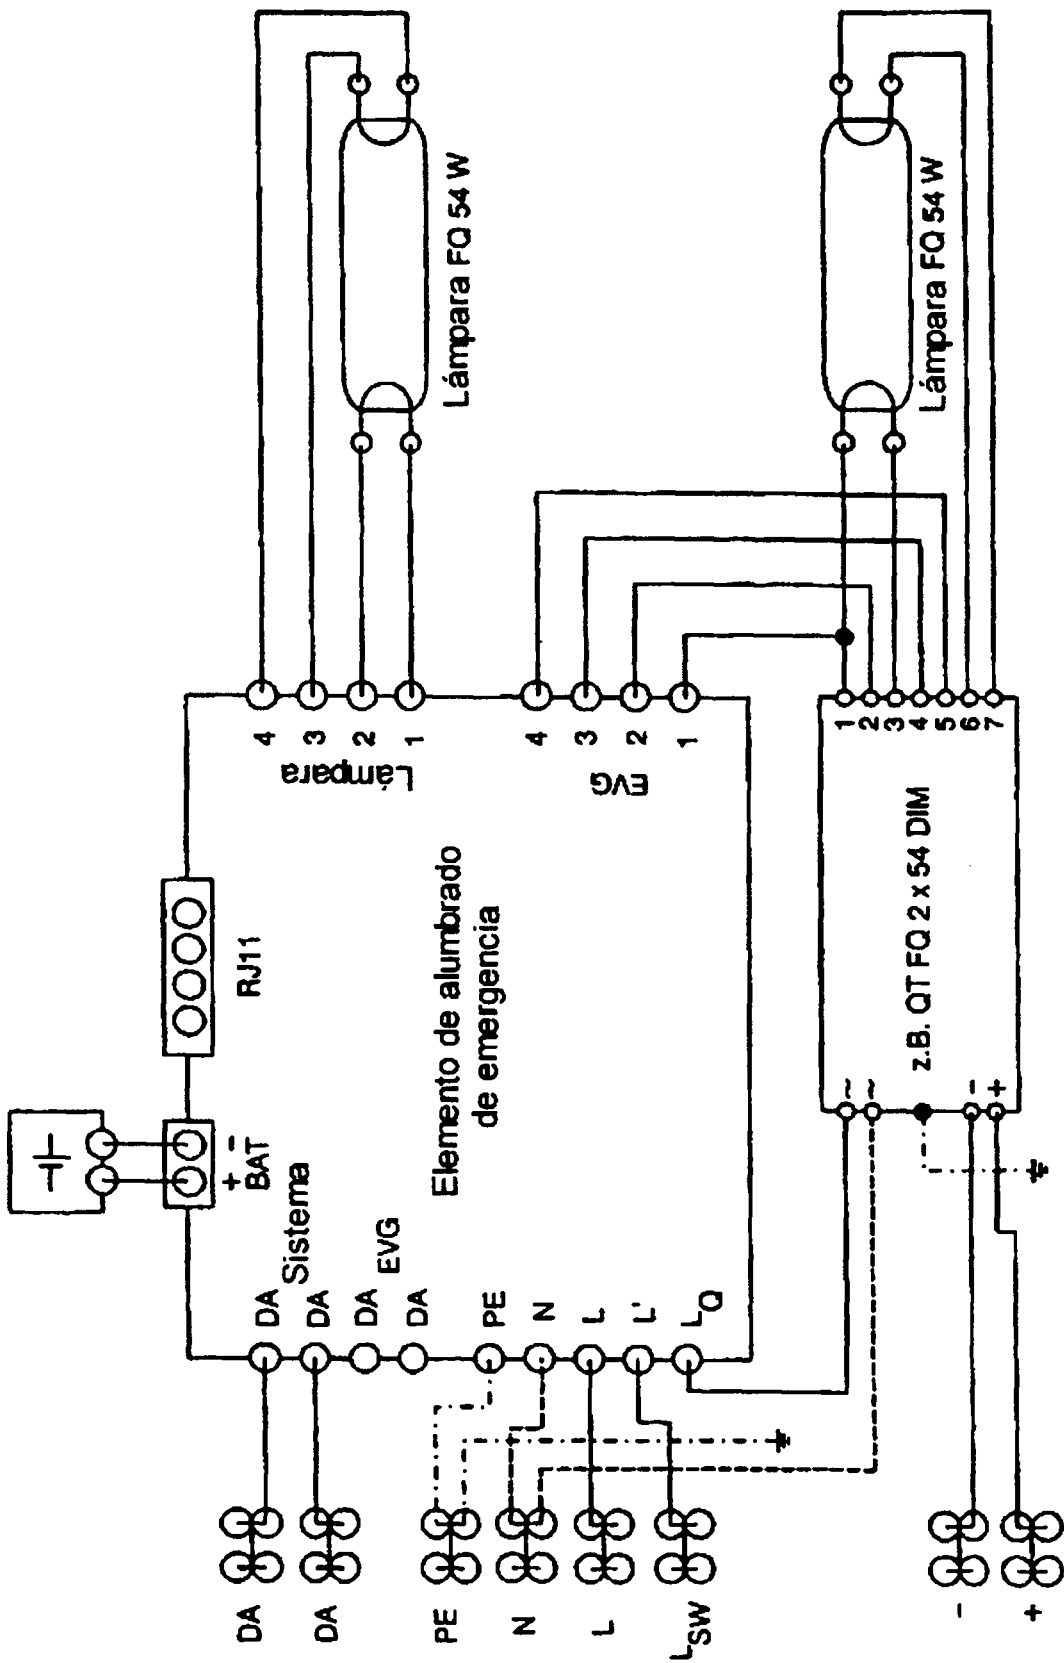 Lámpara FQ 54 W
Lámpara FQ 54 W
4
3
2
1
Lámpara
4
3
2
1
EVG
1
2
3
4
5
6
7
RJ11
Elemento de alumbrado
de emergencia
z.B. QT FQ 2 x 54 DIM
~
~
-
+
+ -
BAT
Sistema
DA
DA
EVG
DA
DA
PE
N
L
L'
LQ
DA
DA
PE
N
L
LSW
-
+